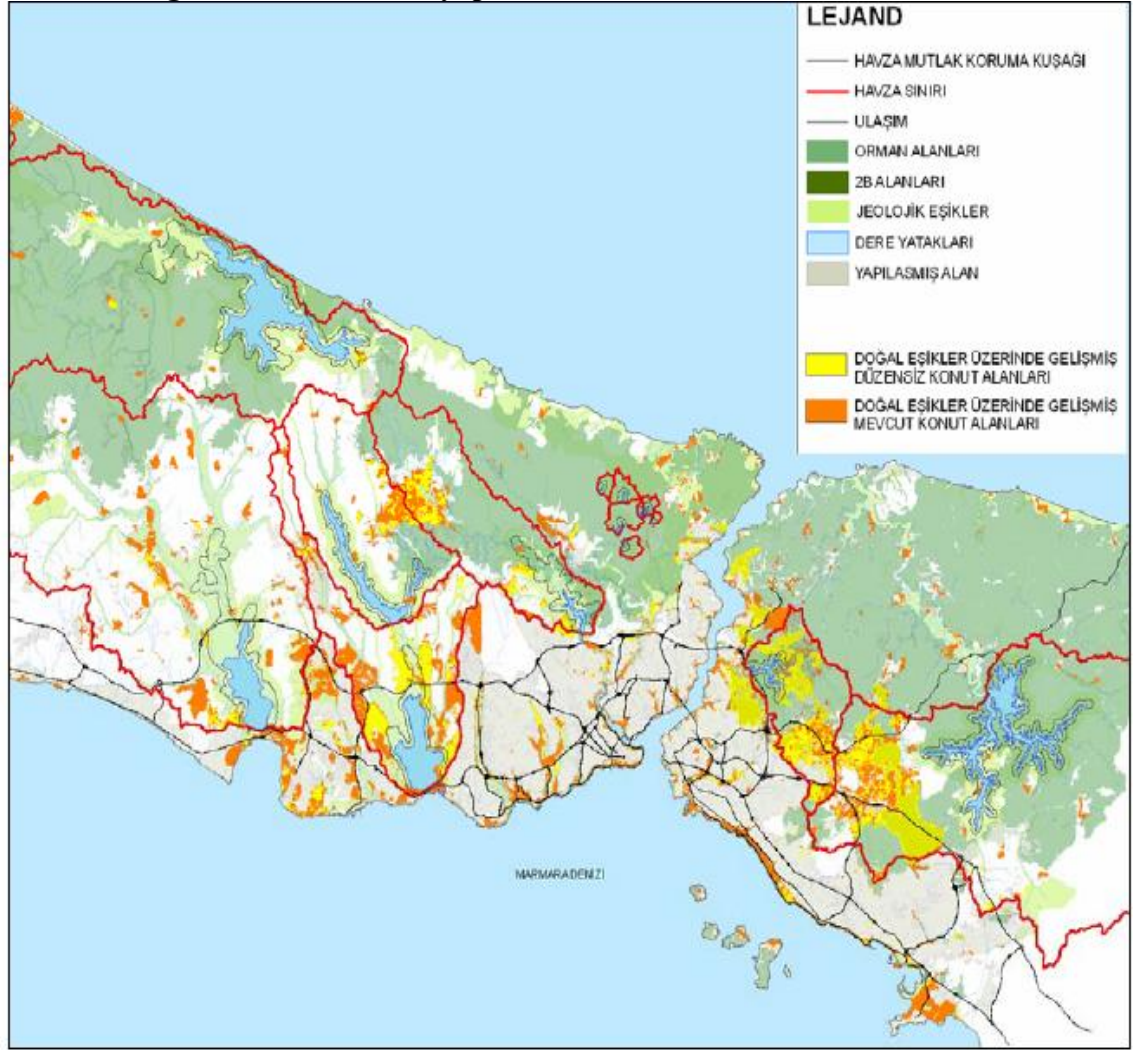 LEJAND
HAVZA MUTLAK KORUMA KUŞAĞI
HAVZA SINIRI
ULAŞIM
ORMAN ALANLARI
2B ALANLARI
JEOLOJİK EŞİKLER
DERE YATAKLARI
YAPILASMIŞ ALAN
DOĞAL EŞİKLER ÜZERİNDE GELİŞMİŞ
DÜZENSİZ KONUT ALANLARI
DOĞAL EŞİKLER ÜZERİNDE GELİŞMİŞ
MEVCUT KONUT ALANLARI
MARMARA DENİZİ